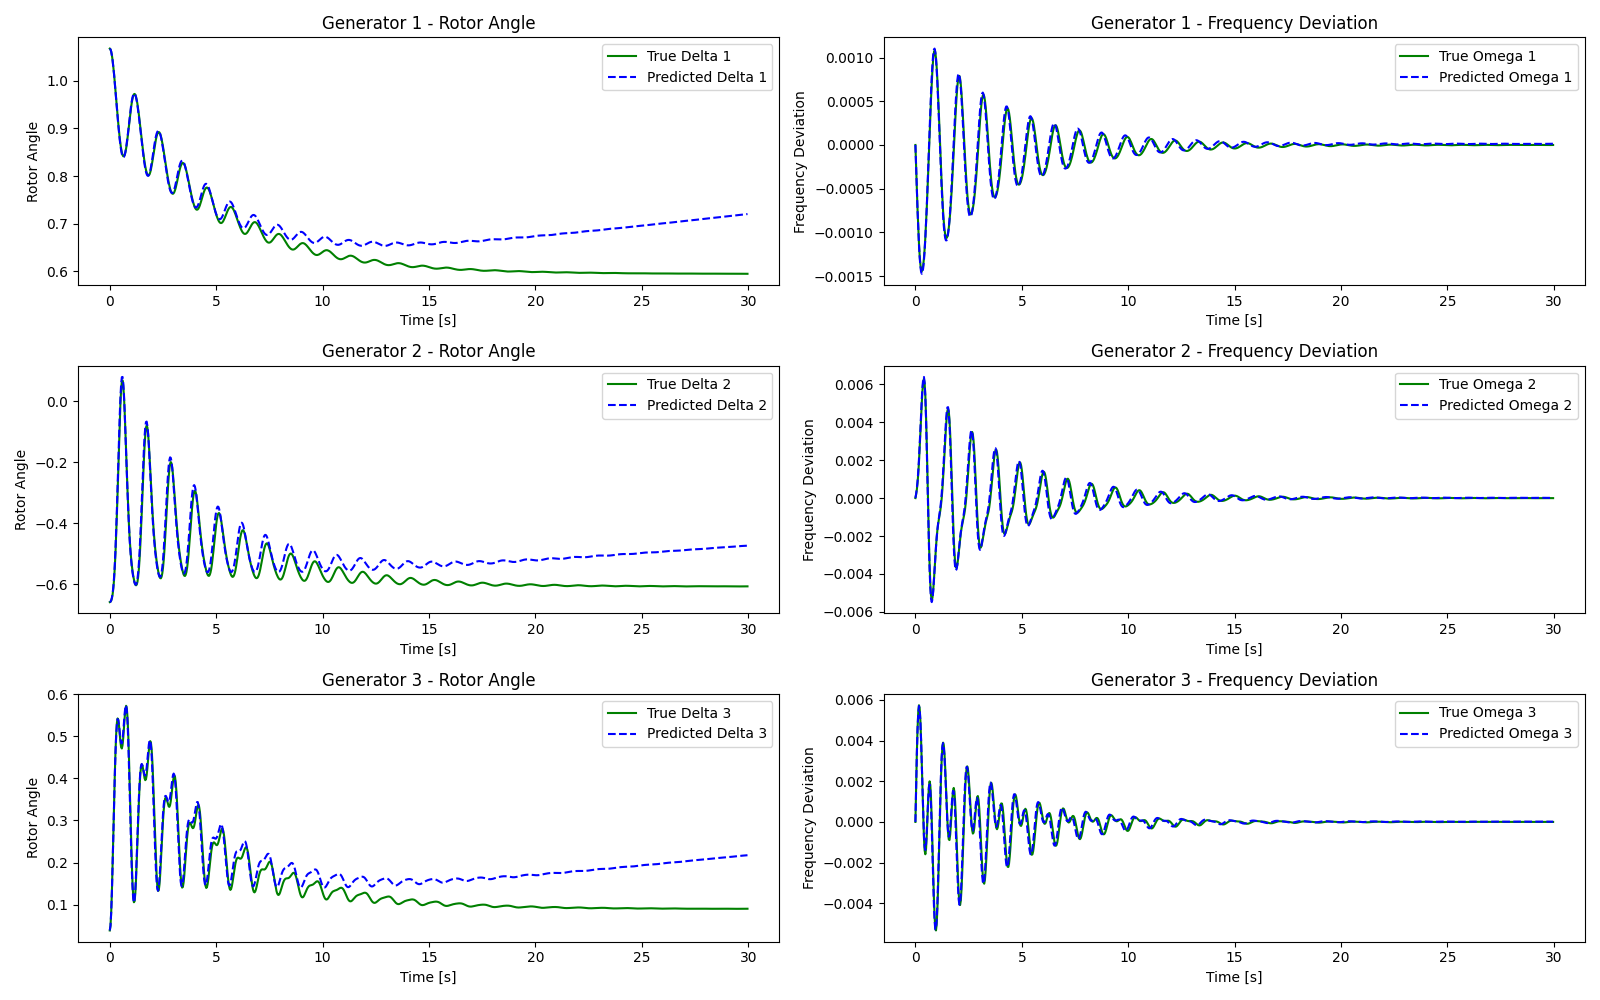 Generator 1 - Rotor Angle
Rotor Angle
1.0
0.9
0.8
0.7
0.6
True Delta 1
Predicted Delta 1
0 5 10 15 20 25 30
Time [s]
Generator 1 - Frequency Deviation
Frequency Deviation
0.0010
0.0005
0.0000
−0.0005
−0.0010
−0.0015
True Omega 1
Predicted Omega 1
0 5 10 15 20 25 30
Time [s]
Generator 2 - Rotor Angle
Rotor Angle
0.0
−0.2
−0.4
−0.6
True Delta 2
Predicted Delta 2
0 5 10 15 20 25 30
Time [s]
Generator 2 - Frequency Deviation
Frequency Deviation
0.006
0.004
0.002
0.000
−0.002
−0.004
−0.006
True Omega 2
Predicted Omega 2
0 5 10 15 20 25 30
Time [s]
Generator 3 - Rotor Angle
Rotor Angle
0.6
0.5
0.4
0.3
0.2
0.1
True Delta 3
Predicted Delta 3
0 5 10 15 20 25 30
Time [s]
Generator 3 - Frequency Deviation
Frequency Deviation
0.006
0.004
0.002
0.000
−0.002
−0.004
True Omega 3
Predicted Omega 3
0 5 10 15 20 25 30
Time [s]